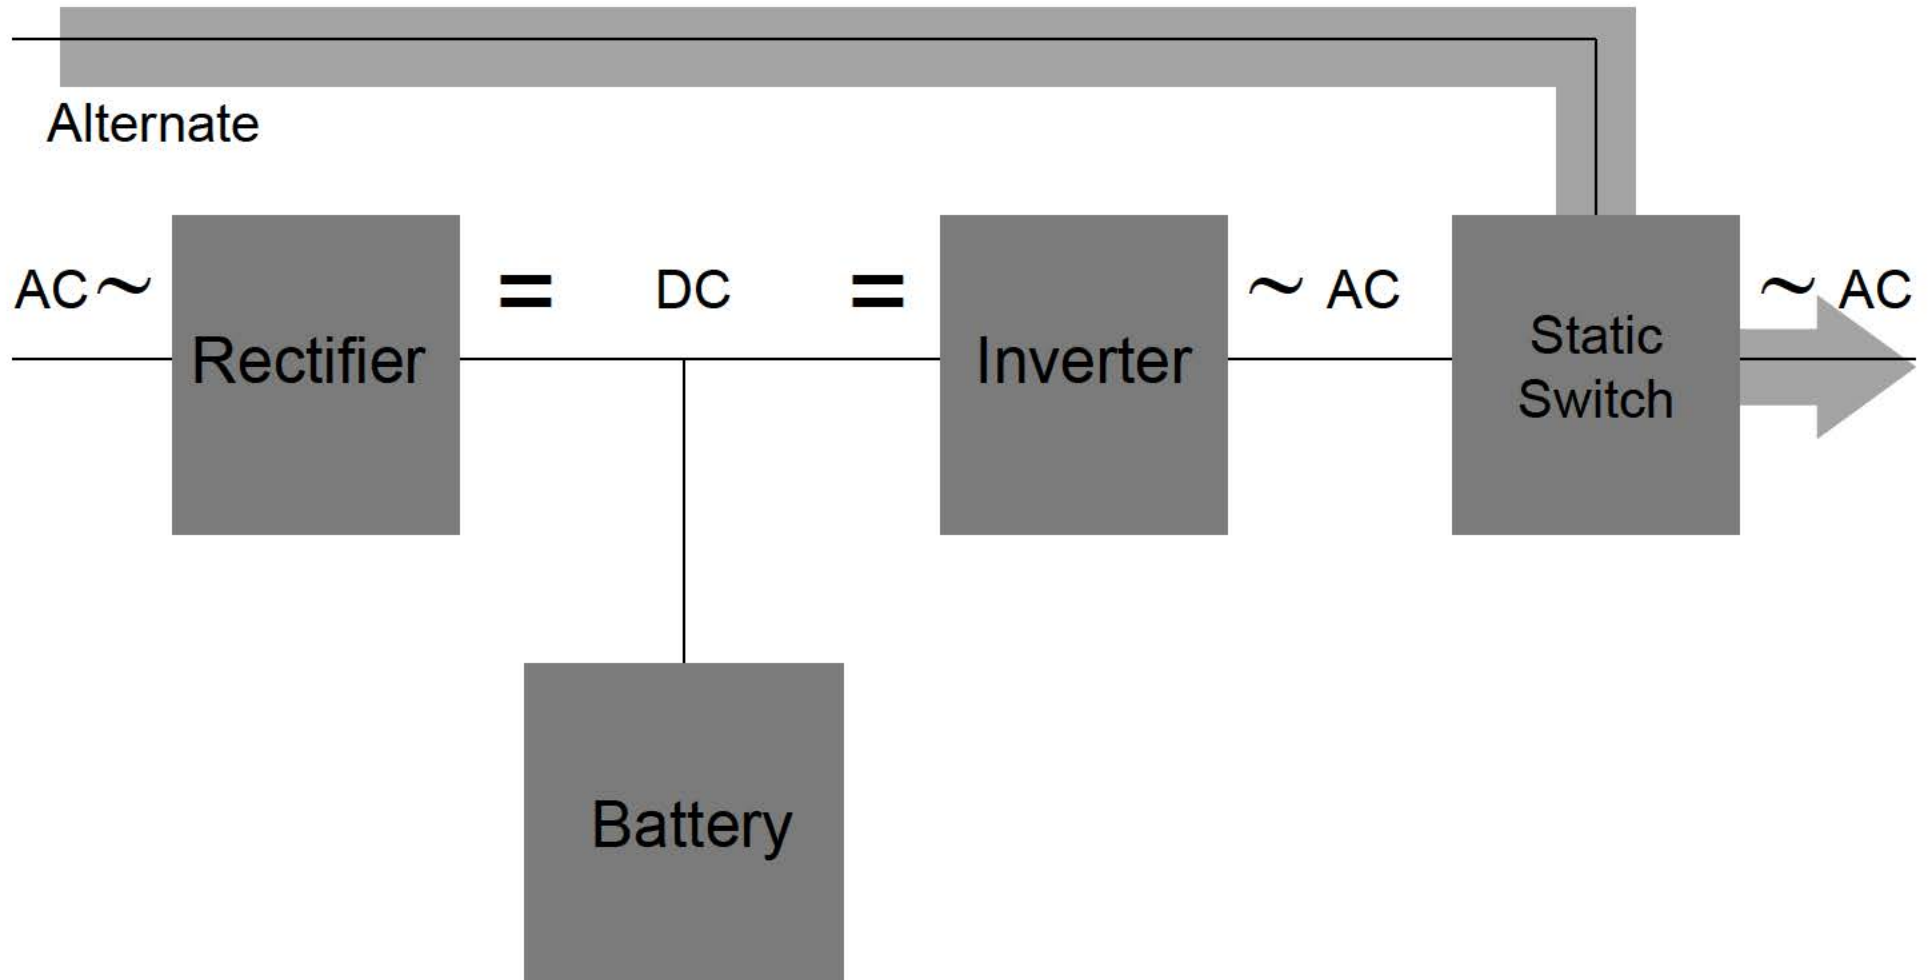 Alternate
AC ~ = DC = ~ AC ~ AC
Rectifier
Inverter
Static
Switch
Battery